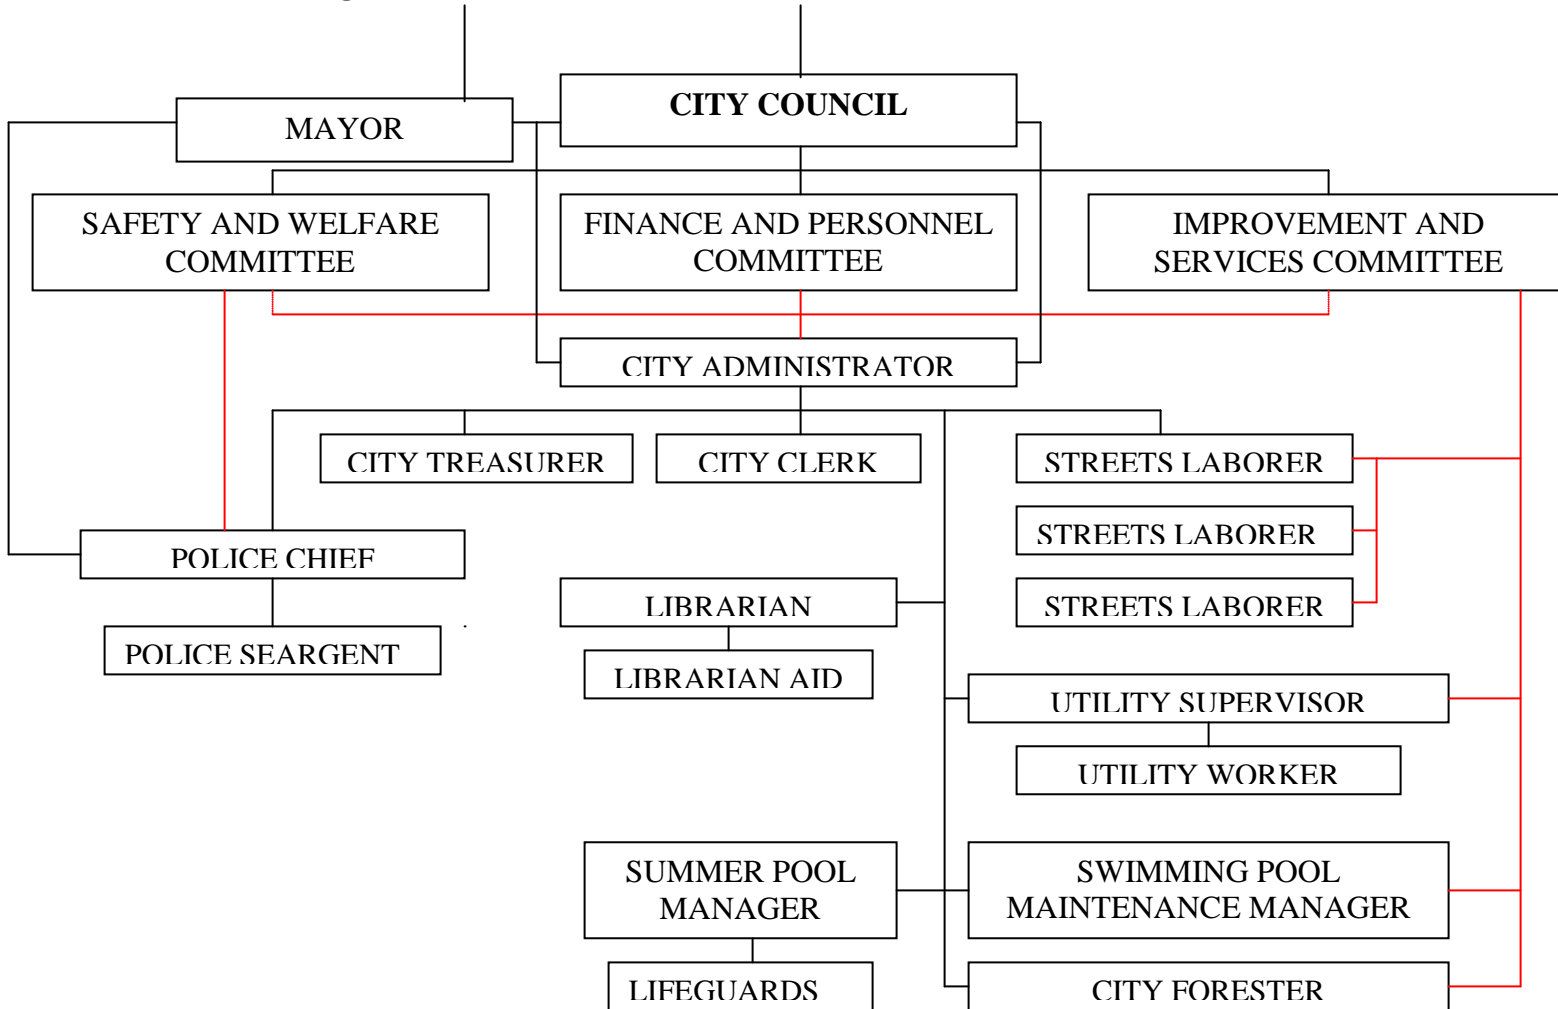 MAYOR
CITY COUNCIL
SAFETY AND WELFARE
COMMITTEE
FINANCE AND PERSONNEL
COMMITTEE
IMPROVEMENT AND
SERVICES COMMITTEE
CITY ADMINISTRATOR
CITY TREASURER
CITY CLERK
STREETS LABORER
STREETS LABORER
POLICE CHIEF
LIBRARIAN
STREETS LABORER
POLICE SEARGENT
LIBRARIAN AID
UTILITY SUPERVISOR
UTILITY WORKER
SUMMER POOL
MANAGER
SWIMMING POOL
MAINTENANCE MANAGER
LIFEGUARDS
CITY FORESTER